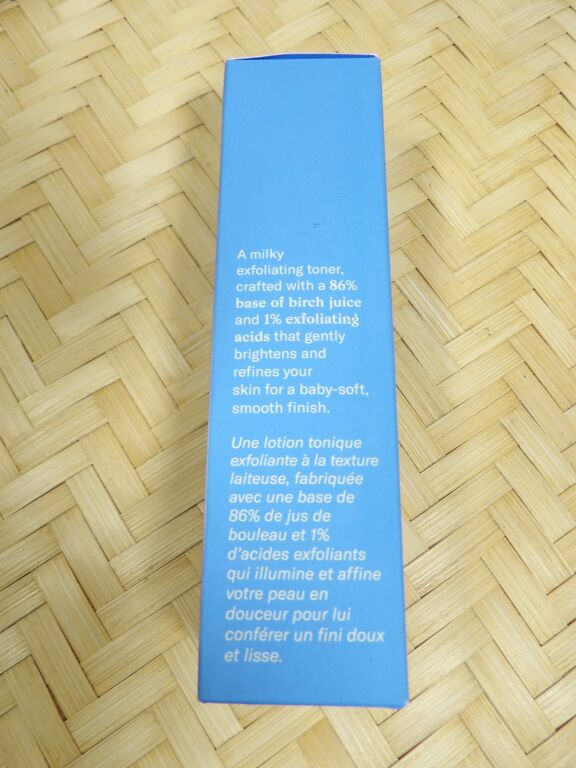 A milky
exfoliating toner,
crafted with a 86%
base of birch juice
and 1% exfoliating
acids that gently
brightens and
refines your
skin for a baby-soft,
smooth finish.
Une lotion tonique
exfoliante à la texture
laiteuse, fabriquée
avec une base de
86% de jus de
bouleau et 1%
d'acides exfoliants
qui illumine et affine
votre peau en
douceur pour lui
conférer un fini doux
et lisse.